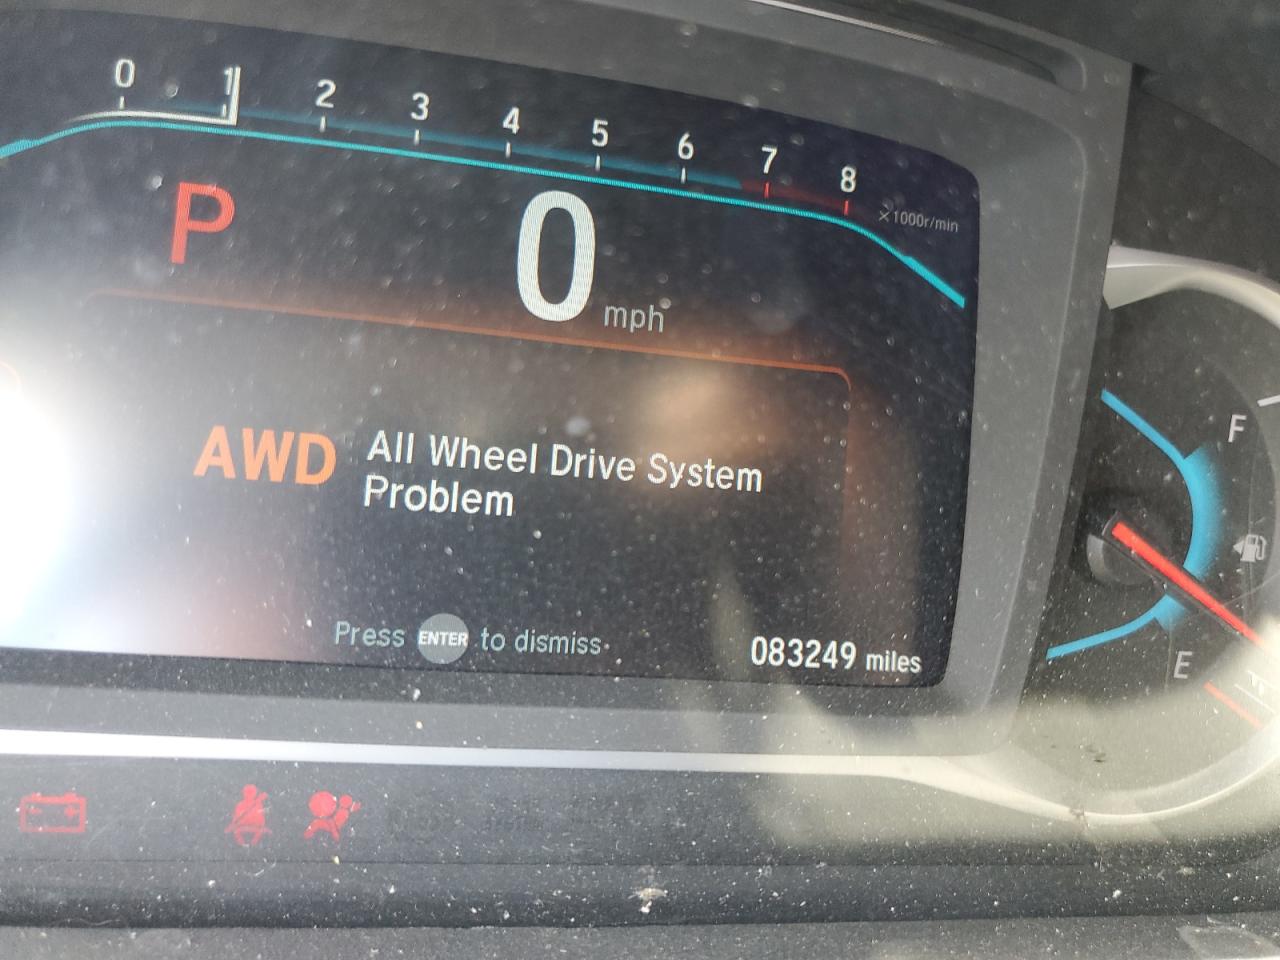 0 1 2 3 4 5 6 7 8
×1000r/min
P 0 mph
F
AWD All Wheel Drive System
Problem
Press ENTER to dismiss
083249 miles
E